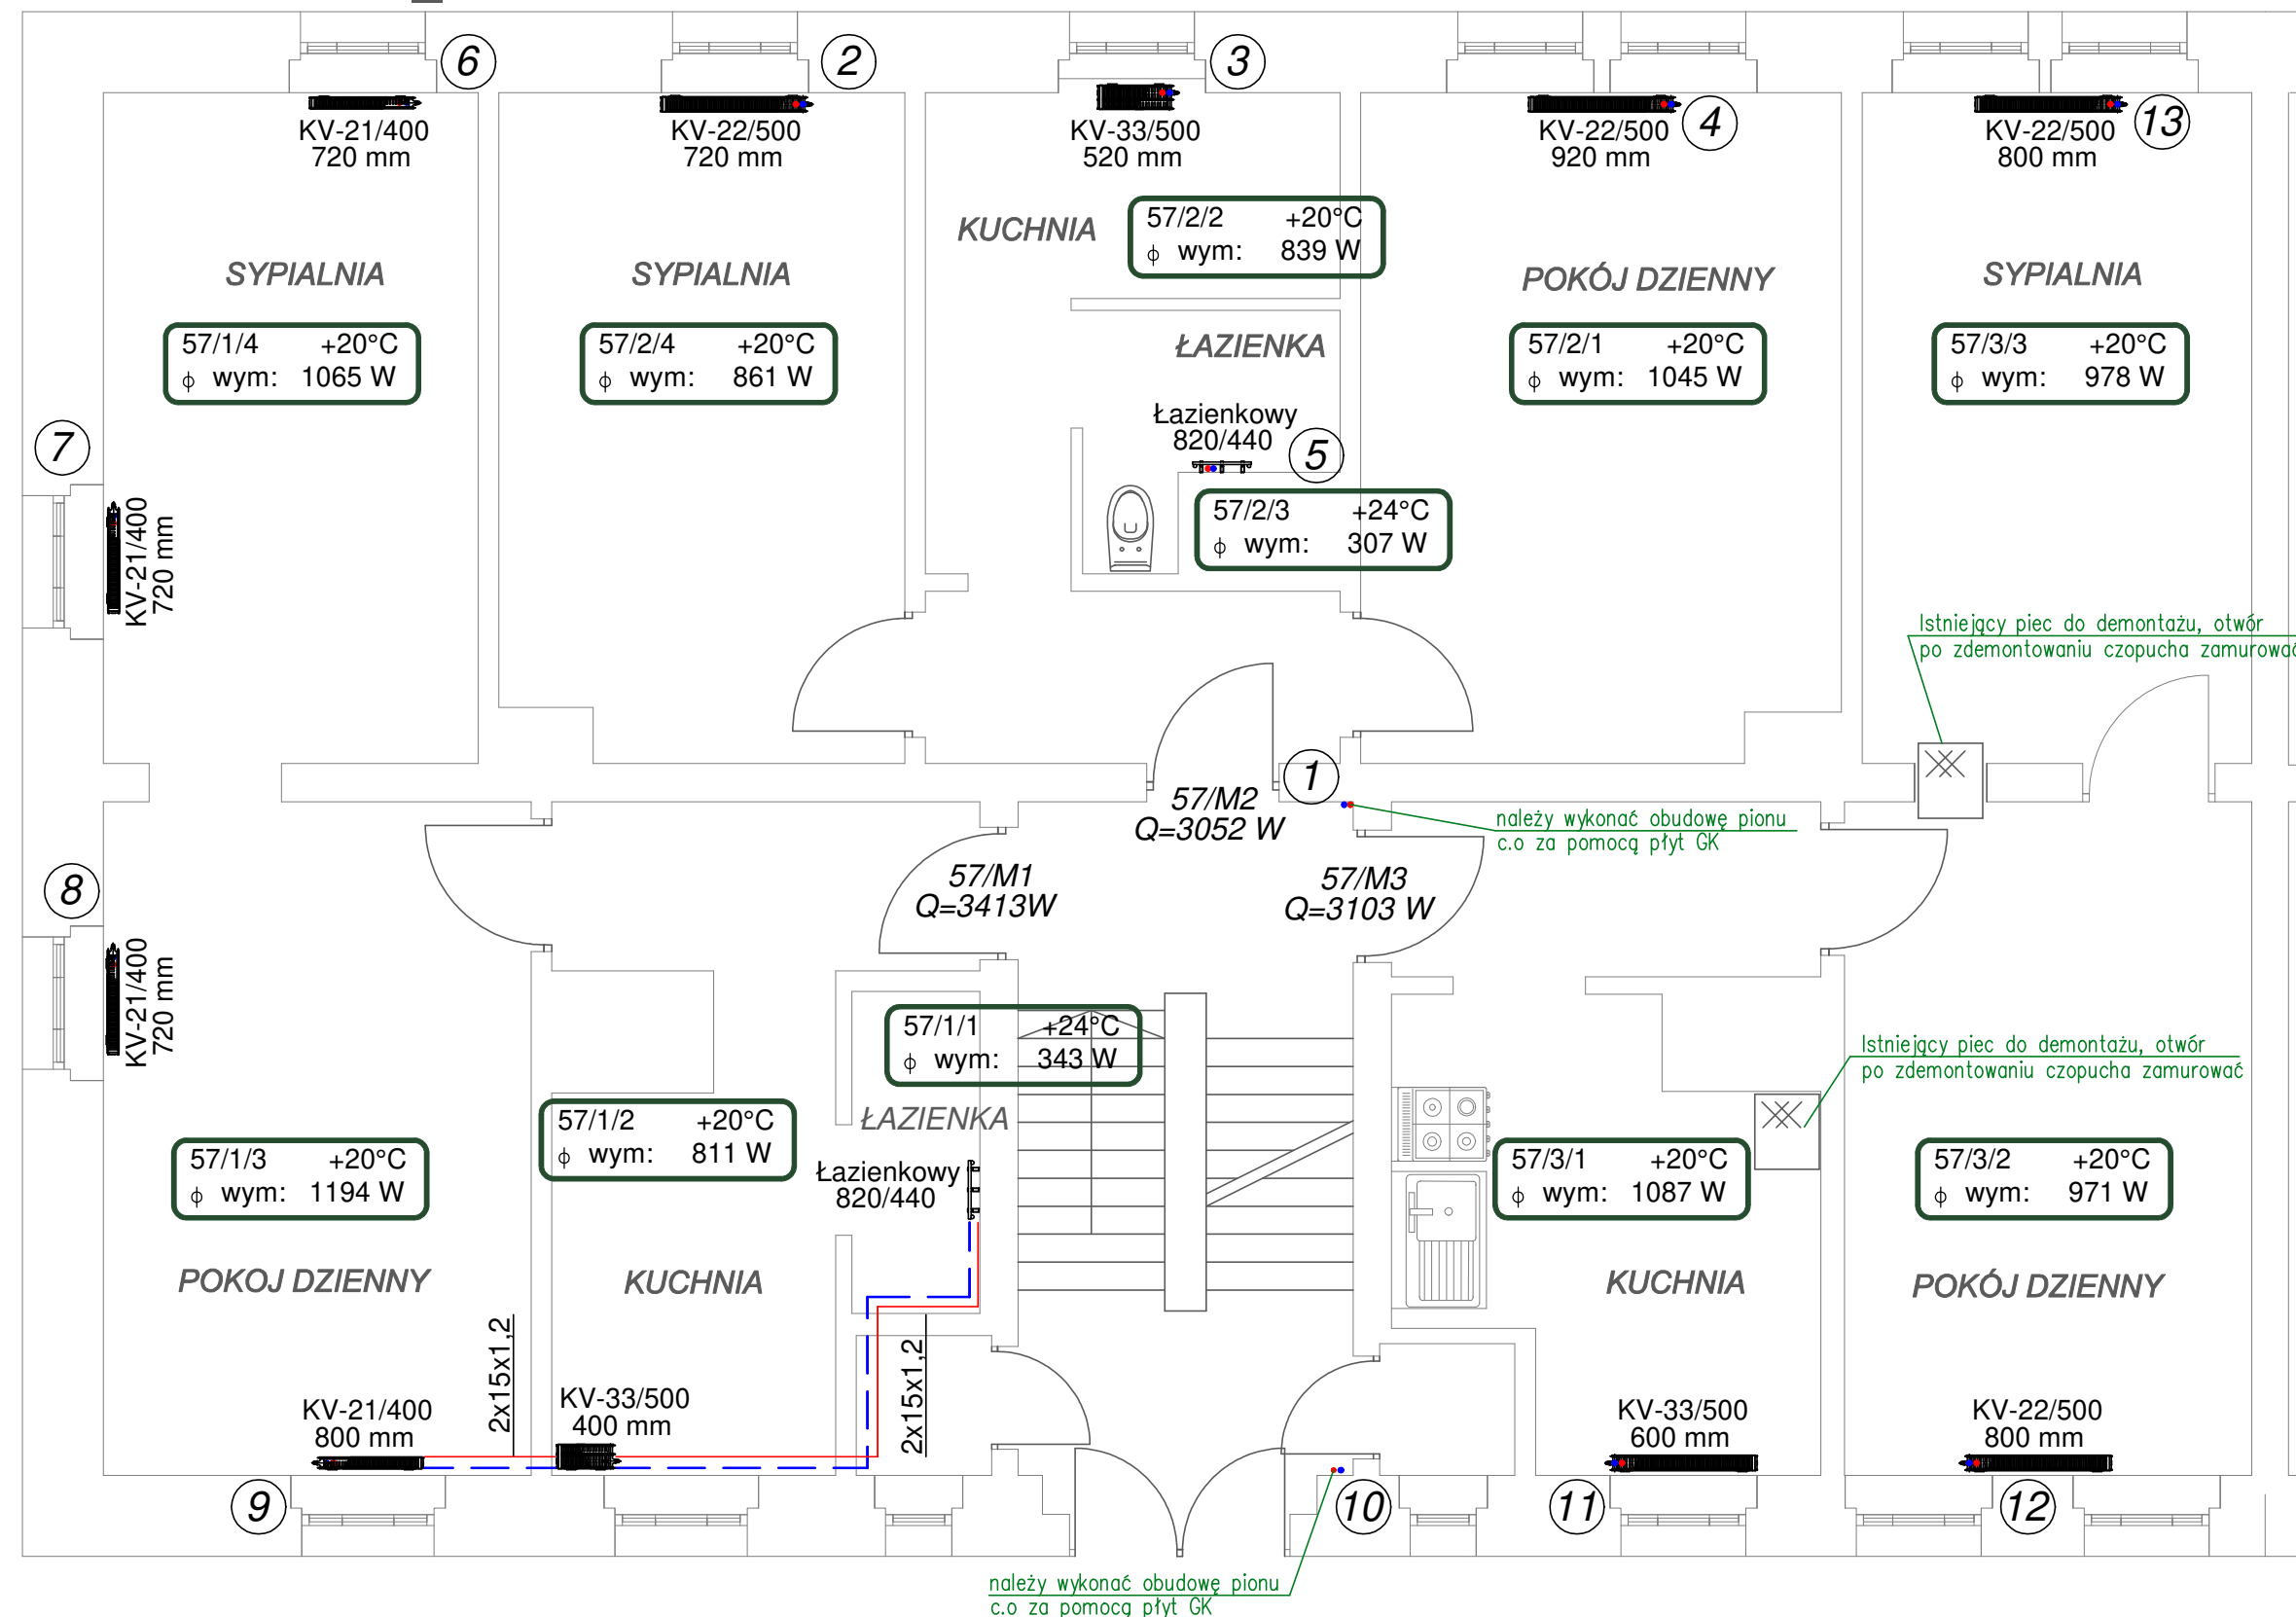 6
2
3
4
13
KV-21/400
720 mm
KV-22/500
720 mm
KV-33/500
520 mm
KV-22/500
920 mm
KV-22/500
800 mm
KUCHNIA
57/2/2 +20°C
ϕ wym: 839 W
SYPIALNIA
SYPIALNIA
POKÓJ DZIENNY
SYPIALNIA
57/1/4 +20°C
ϕ wym: 1065 W
57/2/4 +20°C
ϕ wym: 861 W
ŁAZIENKA
57/2/1 +20°C
ϕ wym: 1045 W
57/3/3 +20°C
ϕ wym: 978 W
Łazienkowy
820/440
5
7
57/2/3 +24°C
ϕ wym: 307 W
KV-21/400
720 mm
Istniejący piec do demontażu, otwór
po zdemontowaniu czopucha zamurować
1
57/M2
Q=3052 W
należy wykonać obudowę pionu
c.o za pomocą płyt GK
57/M1
Q=3413W
57/M3
Q=3103 W
8
KV-21/400
720 mm
57/1/1 +24°C
ϕ wym: 343 W
Istniejący piec do demontażu, otwór
po zdemontowaniu czopucha zamurować
57/1/2 +20°C
ϕ wym: 811 W
ŁAZIENKA
57/1/3 +20°C
ϕ wym: 1194 W
Łazienkowy
820/440
57/3/1 +20°C
ϕ wym: 1087 W
57/3/2 +20°C
ϕ wym: 971 W
POKOJ DZIENNY
KUCHNIA
KUCHNIA
POKÓJ DZIENNY
2x15x1,2
2x15x1,2
KV-21/400
800 mm
KV-33/500
400 mm
KV-33/500
600 mm
KV-22/500
800 mm
9
10
11
12
należy wykonać obudowę pionu
c.o za pomocą płyt GK